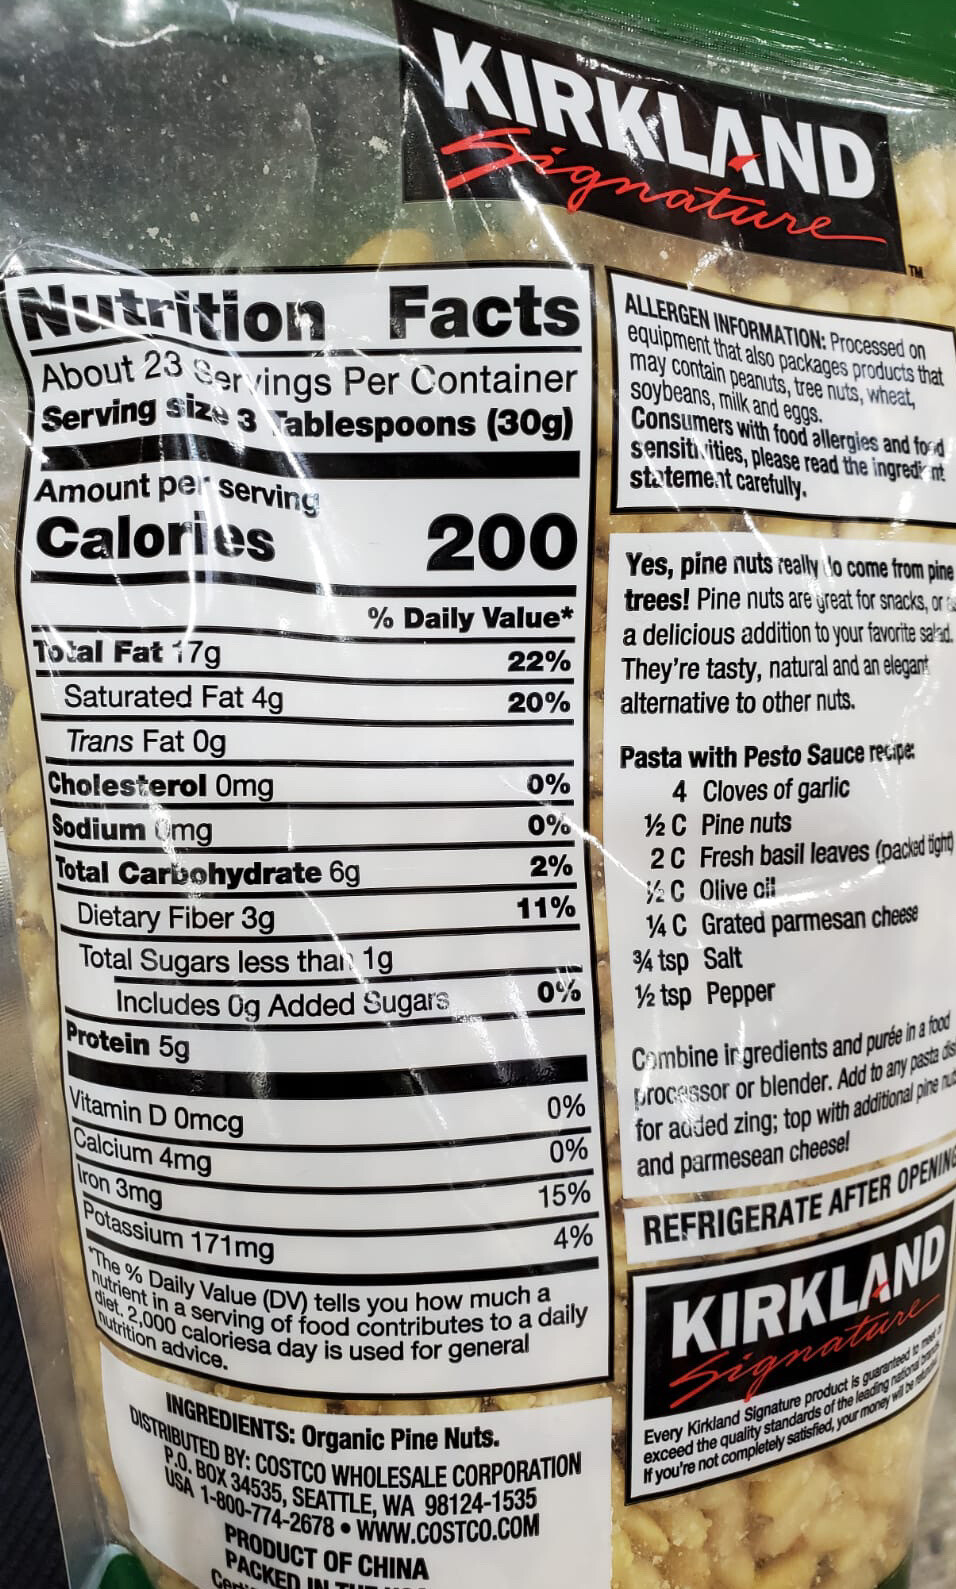 KIRKLAND
Signature
TM
Nutrition Facts
About 23 Servings Per Container
Serving size 3 Tablespoons (30g)
Amount per serving
Calories 200
% Daily Value*
Total Fat 17g 22%
Saturated Fat 4g 20%
Trans Fat 0g
Cholesterol 0mg 0%
Sodium 0mg 0%
Total Carbohydrate 6g 2%
Dietary Fiber 3g 11%
Total Sugars less than 1g
Includes 0g Added Sugars 0%
Protein 5g
Vitamin D 0mcg 0%
Calcium 4mg 0%
Iron 3mg 15%
Potassium 171mg 4%
*The % Daily Value (DV) tells you how much a
nutrient in a serving of food contributes to a daily
diet. 2,000 caloriesa day is used for general
nutrition advice.
INGREDIENTS: Organic Pine Nuts.
DISTRIBUTED BY: COSTCO WHOLESALE CORPORATION
P.O. BOX 34535, SEATTLE, WA 98124-1535
USA 1-800-774-2678 • WWW.COSTCO.COM
PRODUCT OF CHINA
PACKED IN THE
ALLERGEN INFORMATION: Processed on
equipment that also packages products that
may contain peanuts, tree nuts, wheat,
soybeans, milk and eggs.
Consumers with food allergies and food
sensitivities, please read the ingredient
statement carefully.
Yes, pine nuts really do come from pine
trees! Pine nuts are great for snacks, or as
a delicious addition to your favorite salad.
They're tasty, natural and an elegant
alternative to other nuts.
Pasta with Pesto Sauce recipe:
4 Cloves of garlic
½ C Pine nuts
2 C Fresh basil leaves (packed tight)
½ C Olive oil
¼ C Grated parmesan cheese
¾ tsp Salt
½ tsp Pepper
Combine ingredients and purée in a food
processor or blender. Add to any pasta dish
for added zing; top with additional pine nuts
and parmesean cheese!
REFRIGERATE AFTER OPENING
KIRKLAND
Signature
Every Kirkland Signature product is guaranteed to meet or
exceed the quality standards of the leading national brands.
If you're not completely satisfied, your money will be refunded.